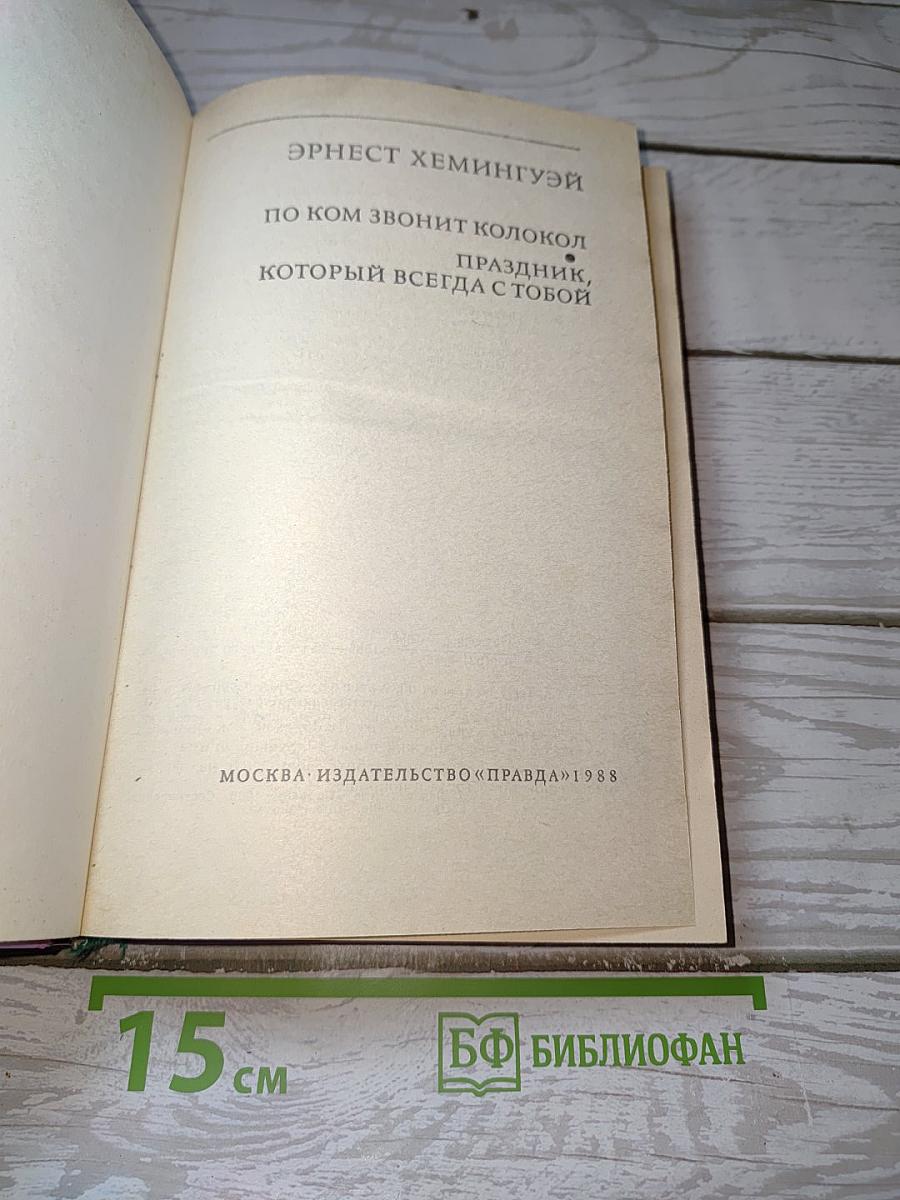 ЭРНЕСТ ХЕМИНГУЭЙ
ПО КОМ ЗВОНИТ КОЛОКОЛ
•
ПРАЗДНИК,
КОТОРЫЙ ВСЕГДА С ТОБОЙ
МОСКВА · ИЗДАТЕЛЬСТВО «ПРАВДА» 1988
15 см
БФ БИБЛИОФАН